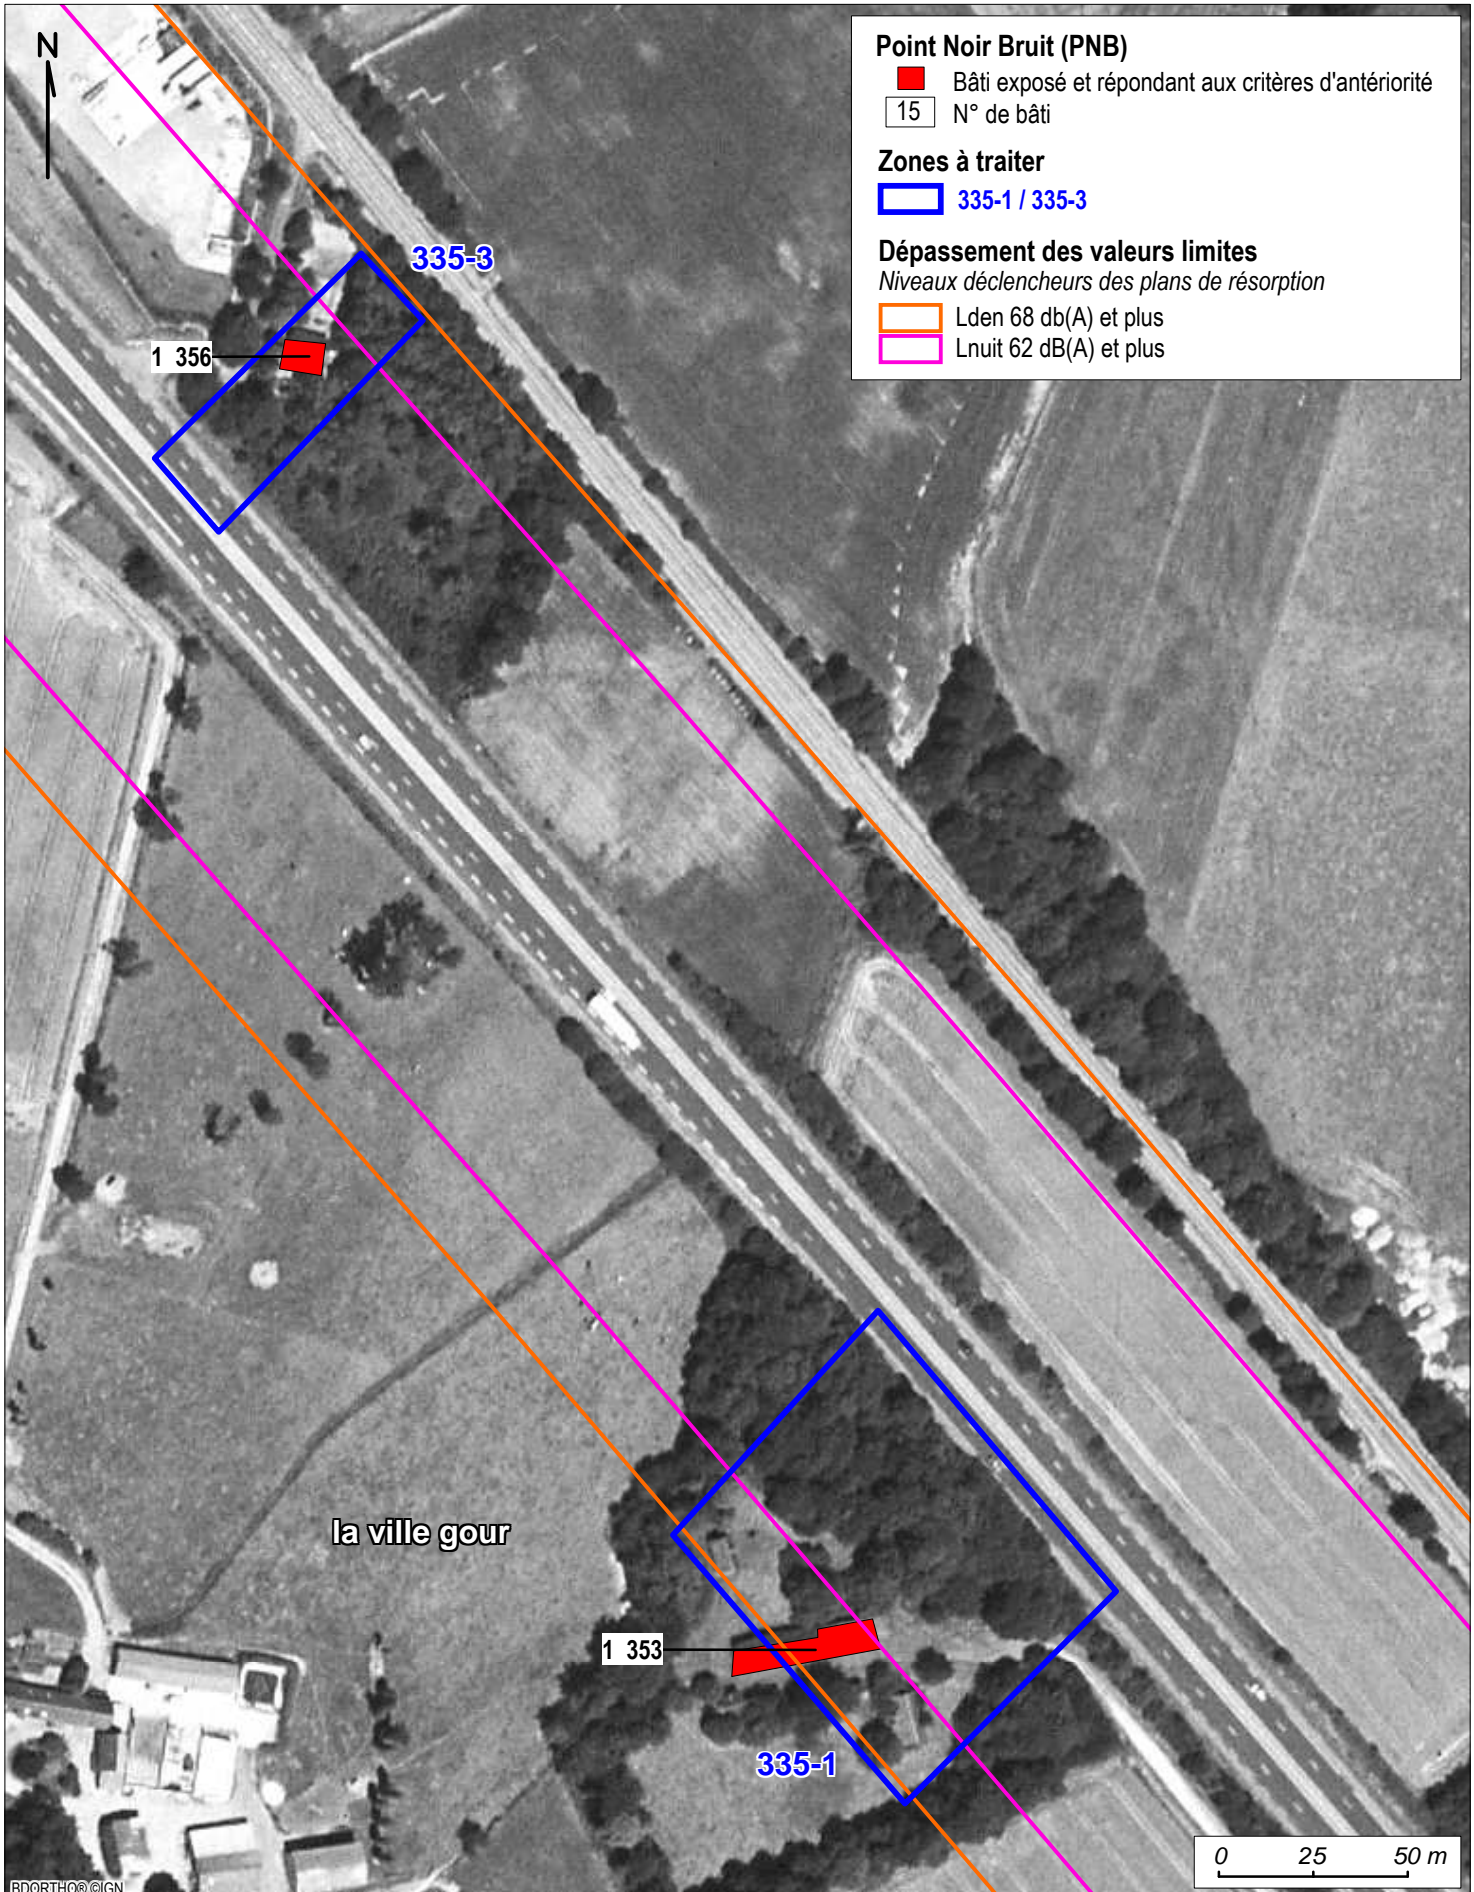 N
Point Noir Bruit (PNB)
Bâti exposé et répondant aux critères d'antériorité
15 N° de bâti
Zones à traiter
335-1 / 335-3
Dépassement des valeurs limites
Niveaux déclencheurs des plans de résorption
Lden 68 db(A) et plus
Lnuit 62 dB(A) et plus
335-3
1 356
la ville gour
1 353
335-1
0 25 50 m
BDORTHO® ©IGN